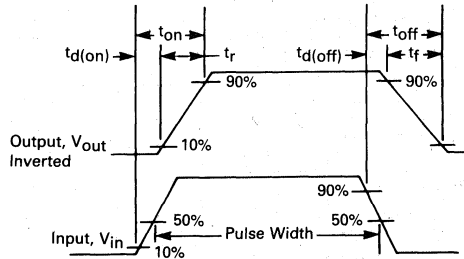 ton
toff
td(on)
tr
td(off)
tf
90%
90%
Output, Vout
Inverted
10%
90%
50%
50%
Input, Vin
Pulse Width
10%